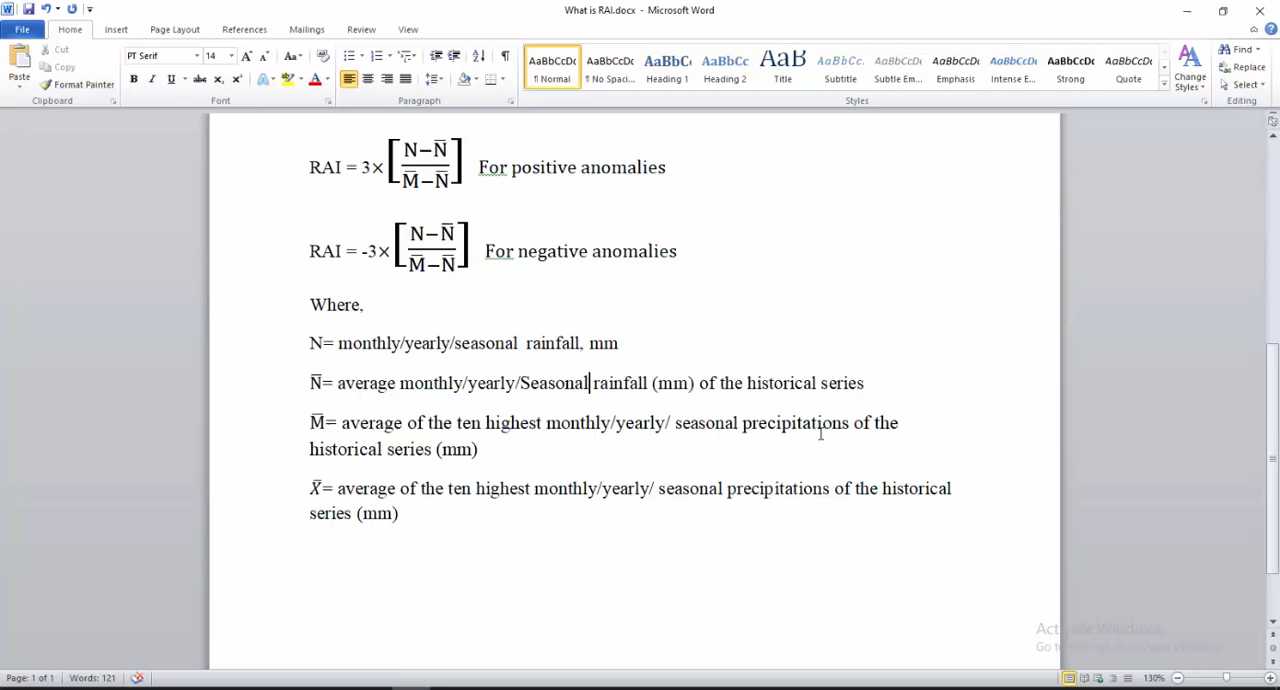 What is RAI.docx - Microsoft Word
File Home Insert Page Layout References Mailings Review View
Paste
Cut
Copy
Format Painter
Clipboard
PT Serif 14
Font
Paragraph
AaBbCcDc AaBbCcDc AaBbC AaBbCc AaB AaBbCc. AaBbCcDc AaBbCcDc AaBbCcDc AaBbCcDc AaBbCcDc
¶ Normal ¶ No Spaci... Heading 1 Heading 2 Title Subtitle Subtle Em... Emphasis Intense E... Strong Quote
Styles
Change Styles
Find
Replace
Select
Editing
RAI = 3× [ (N−N̅) / (M̅−N̅) ] For positive anomalies
RAI = -3× [ (N−N̅) / (M̅−N̅) ] For negative anomalies
Where,
N= monthly/yearly/seasonal rainfall, mm
N̅= average monthly/yearly/Seasonal rainfall (mm) of the historical series
M̅= average of the ten highest monthly/yearly/ seasonal precipitations of the
historical series (mm)
X̅= average of the ten highest monthly/yearly/ seasonal precipitations of the historical
series (mm)
Activate Windows
Page: 1 of 1 Words: 121 130%